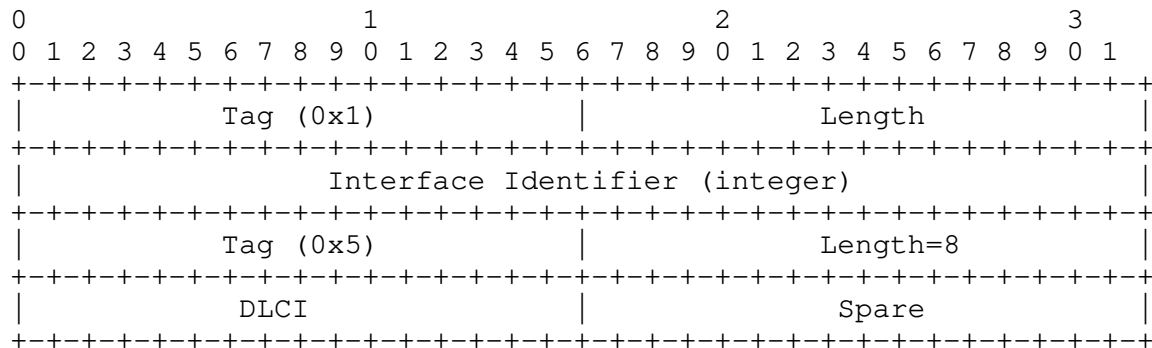 0                   1                   2                   3
0 1 2 3 4 5 6 7 8 9 0 1 2 3 4 5 6 7 8 9 0 1 2 3 4 5 6 7 8 9 0 1
+-+-+-+-+-+-+-+-+-+-+-+-+-+-+-+-+-+-+-+-+-+-+-+-+-+-+-+-+-+-+-+-+
|           Tag (0x1)           |             Length            |
+-+-+-+-+-+-+-+-+-+-+-+-+-+-+-+-+-+-+-+-+-+-+-+-+-+-+-+-+-+-+-+-+
|                 Interface Identifier (integer)                |
+-+-+-+-+-+-+-+-+-+-+-+-+-+-+-+-+-+-+-+-+-+-+-+-+-+-+-+-+-+-+-+-+
|           Tag (0x5)           |             Length=8          |
+-+-+-+-+-+-+-+-+-+-+-+-+-+-+-+-+-+-+-+-+-+-+-+-+-+-+-+-+-+-+-+-+
|            DLCI               |              Spare            |
+-+-+-+-+-+-+-+-+-+-+-+-+-+-+-+-+-+-+-+-+-+-+-+-+-+-+-+-+-+-+-+-+